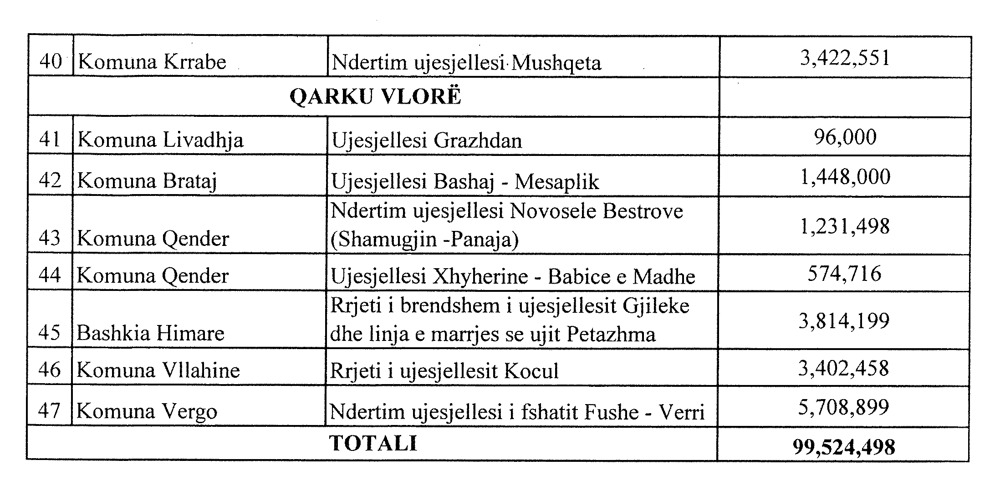 40 Komuna Krrabe Ndertim ujesjellesi Mushqeta 3,422,551
QARKU VLORË
41 Komuna Livadhja Ujesjellesi Grazhdan 96,000
42 Komuna Brataj Ujesjellesi Bashaj - Mesaplik 1,448,000
43 Komuna Qender Ndertim ujesjellesi Novosele Bestrove
(Shamugjin -Panaja) 1,231,498
44 Komuna Qender Ujesjellesi Xhyherine - Babice e Madhe 574,716
45 Bashkia Himare Rrjeti i brendshem i ujesjellesit Gjileke
dhe linja e marrjes se ujit Petazhma 3,814,199
46 Komuna Vllahine Rrjeti i ujesjellesit Kocul 3,402,458
47 Komuna Vergo Ndertim ujesjellesi i fshatit Fushe - Verri 5,708,899
TOTALI 99,524,498